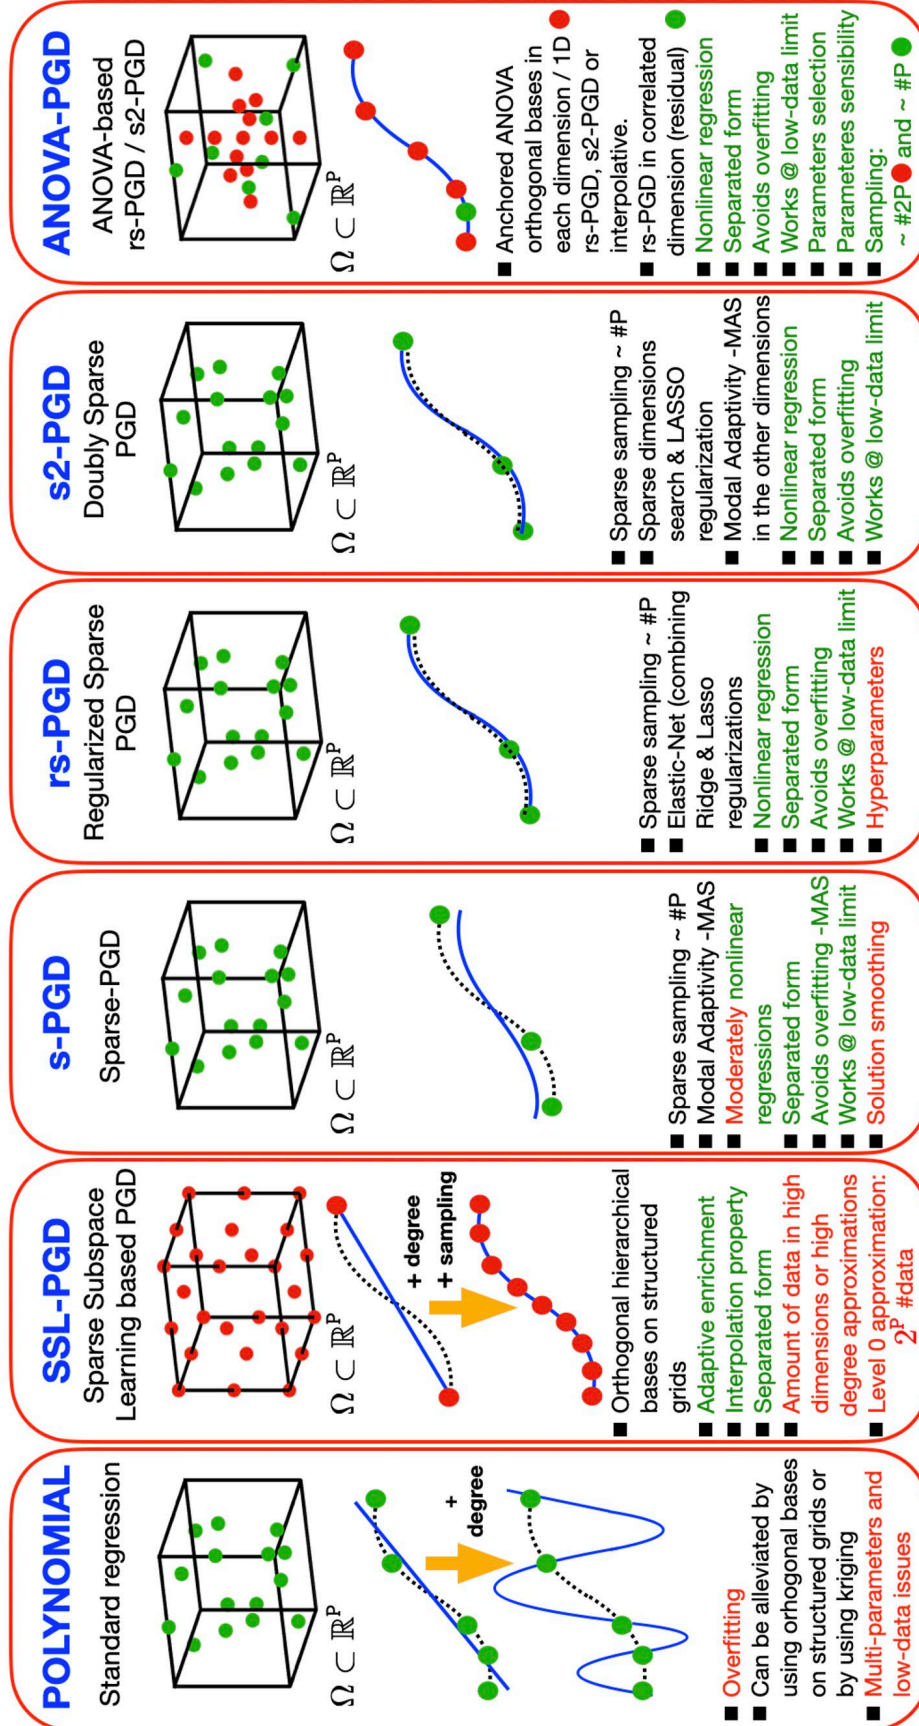 POLYNOMIAL
Standard regression
Ω ⊂ ℝᴾ
+
degree
Overfitting
Can be alleviated by
using orhogonal bases
on structured grids or
by using kriging
Multi-parameters and
low-data issues
SSL-PGD
Sparse Subspace
Learning based PGD
Ω ⊂ ℝᴾ
+ degree
+ sampling
Orthogonal hierarchical
bases on structured
grids
Adaptive enrichment
Interpolation property
Separated form
Amount of data in high
dimensions or high
degree approximations
Level 0 approximation:
2ᴾ #data
s-PGD
Sparse-PGD
Ω ⊂ ℝᴾ
Sparse sampling ~ #P
Modal Adaptivity -MAS
Moderately nonlinear
regressions
Separated form
Avoids overfitting -MAS
Works @ low-data limit
Solution smoothing
rs-PGD
Regularized Sparse
PGD
Ω ⊂ ℝᴾ
Sparse sampling ~ #P
Elastic-Net (combining
Ridge & Lasso
regularizations
Nonlinear regression
Separated form
Avoids overfitting
Works @ low-data limit
Hyperparameters
s2-PGD
Doubly Sparse
PGD
Ω ⊂ ℝᴾ
Sparse sampling ~ #P
Sparse dimensions
search & LASSO
regularization
Modal Adaptivity -MAS
in the other dimensions
Nonlinear regression
Separated form
Avoids overfitting
Works @ low-data limit
ANOVA-PGD
ANOVA-based
rs-PGD / s2-PGD
Ω ⊂ ℝᴾ
Anchored ANOVA
orthogonal bases in
each dimension / 1D
rs-PGD, s2-PGD or
interpolative.
rs-PGD in correlated
dimension (residual)
Nonlinear regression
Separated form
Avoids overfitting
Works @ low-data limit
Parameters selection
Parameteres sensibility
Sampling:
~ #2P and ~ #P